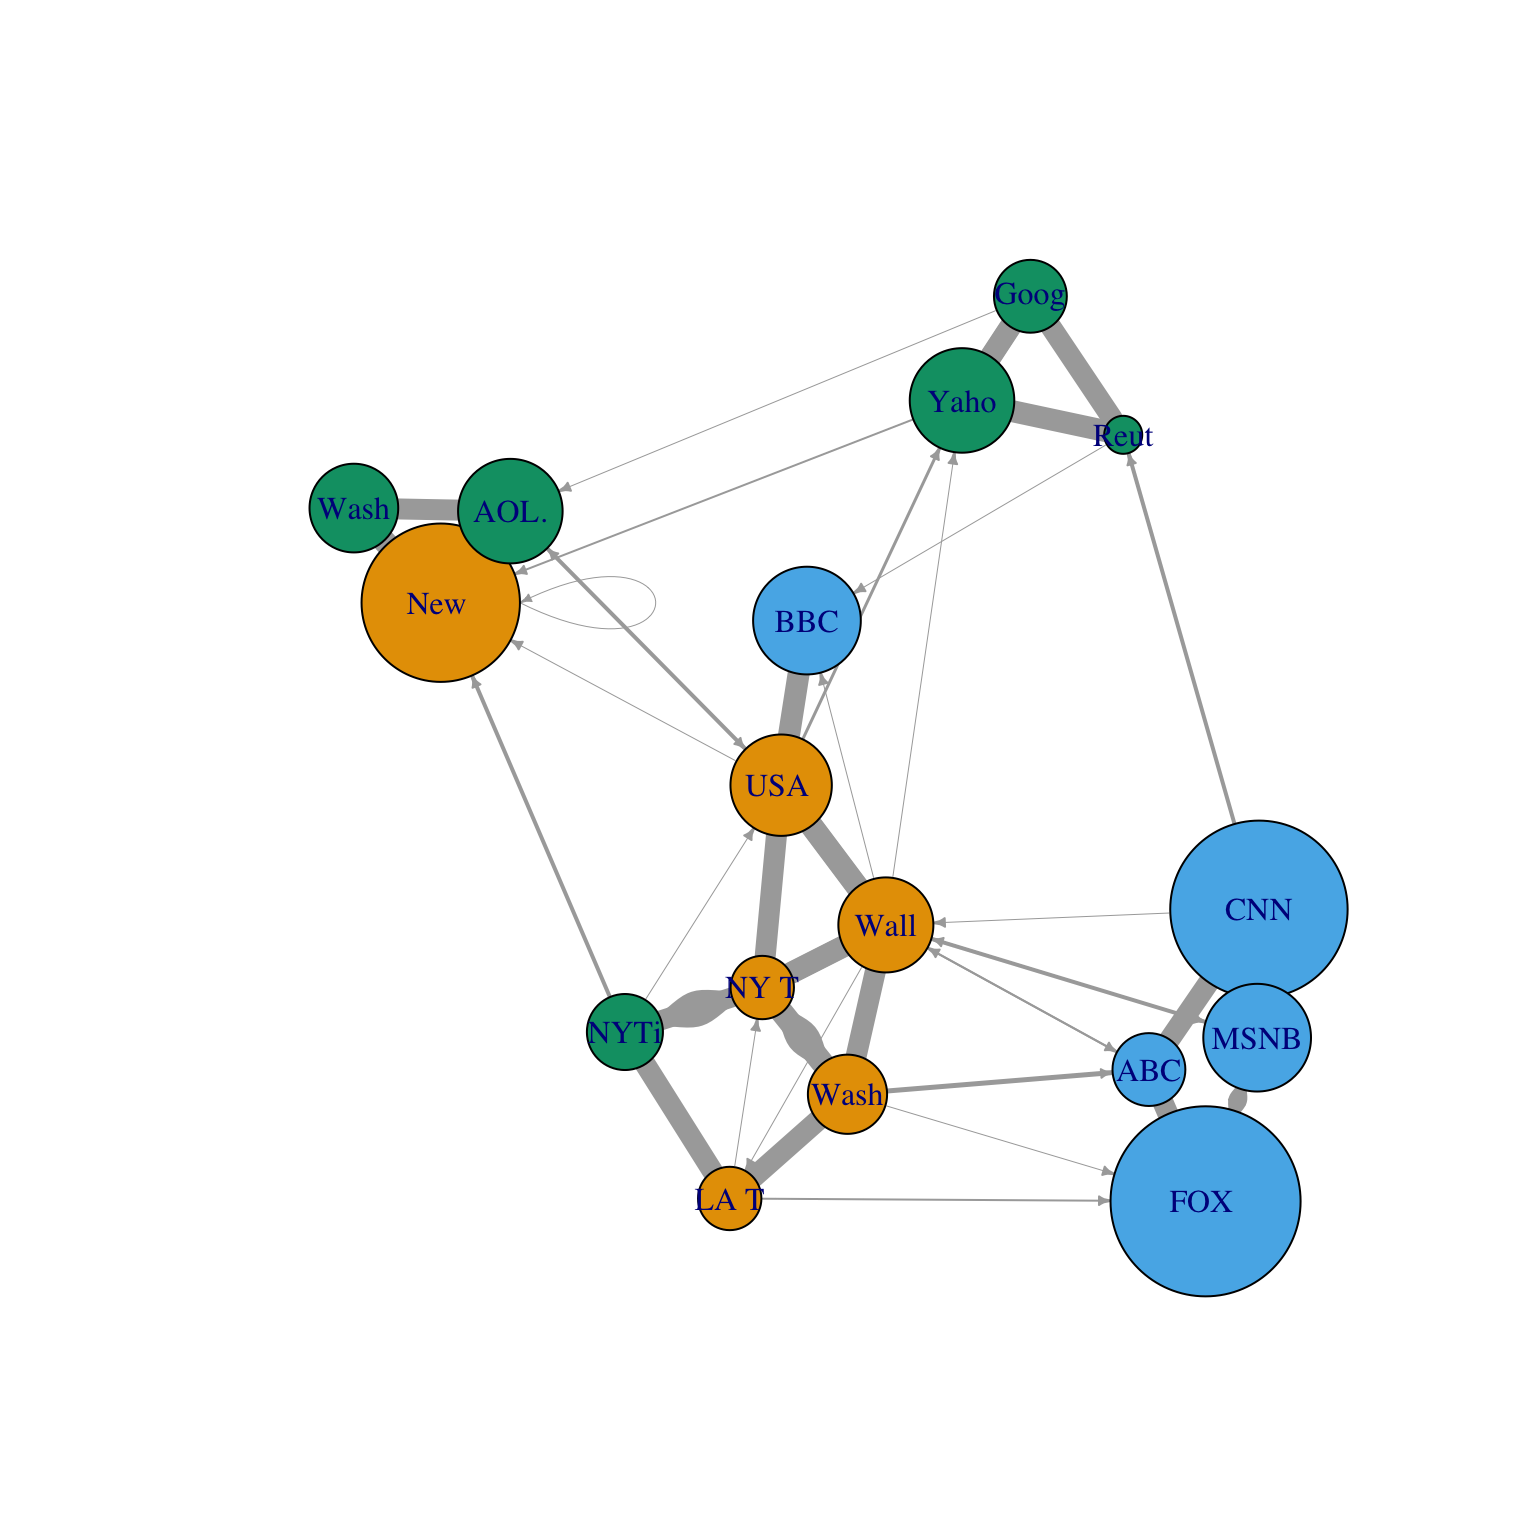 Goog
Yaho
Reut
Wash
AOL.
New
BBC
USA
CNN
Wall
NY T
NYTi
MSNB
ABC
Wash
LA T
FOX